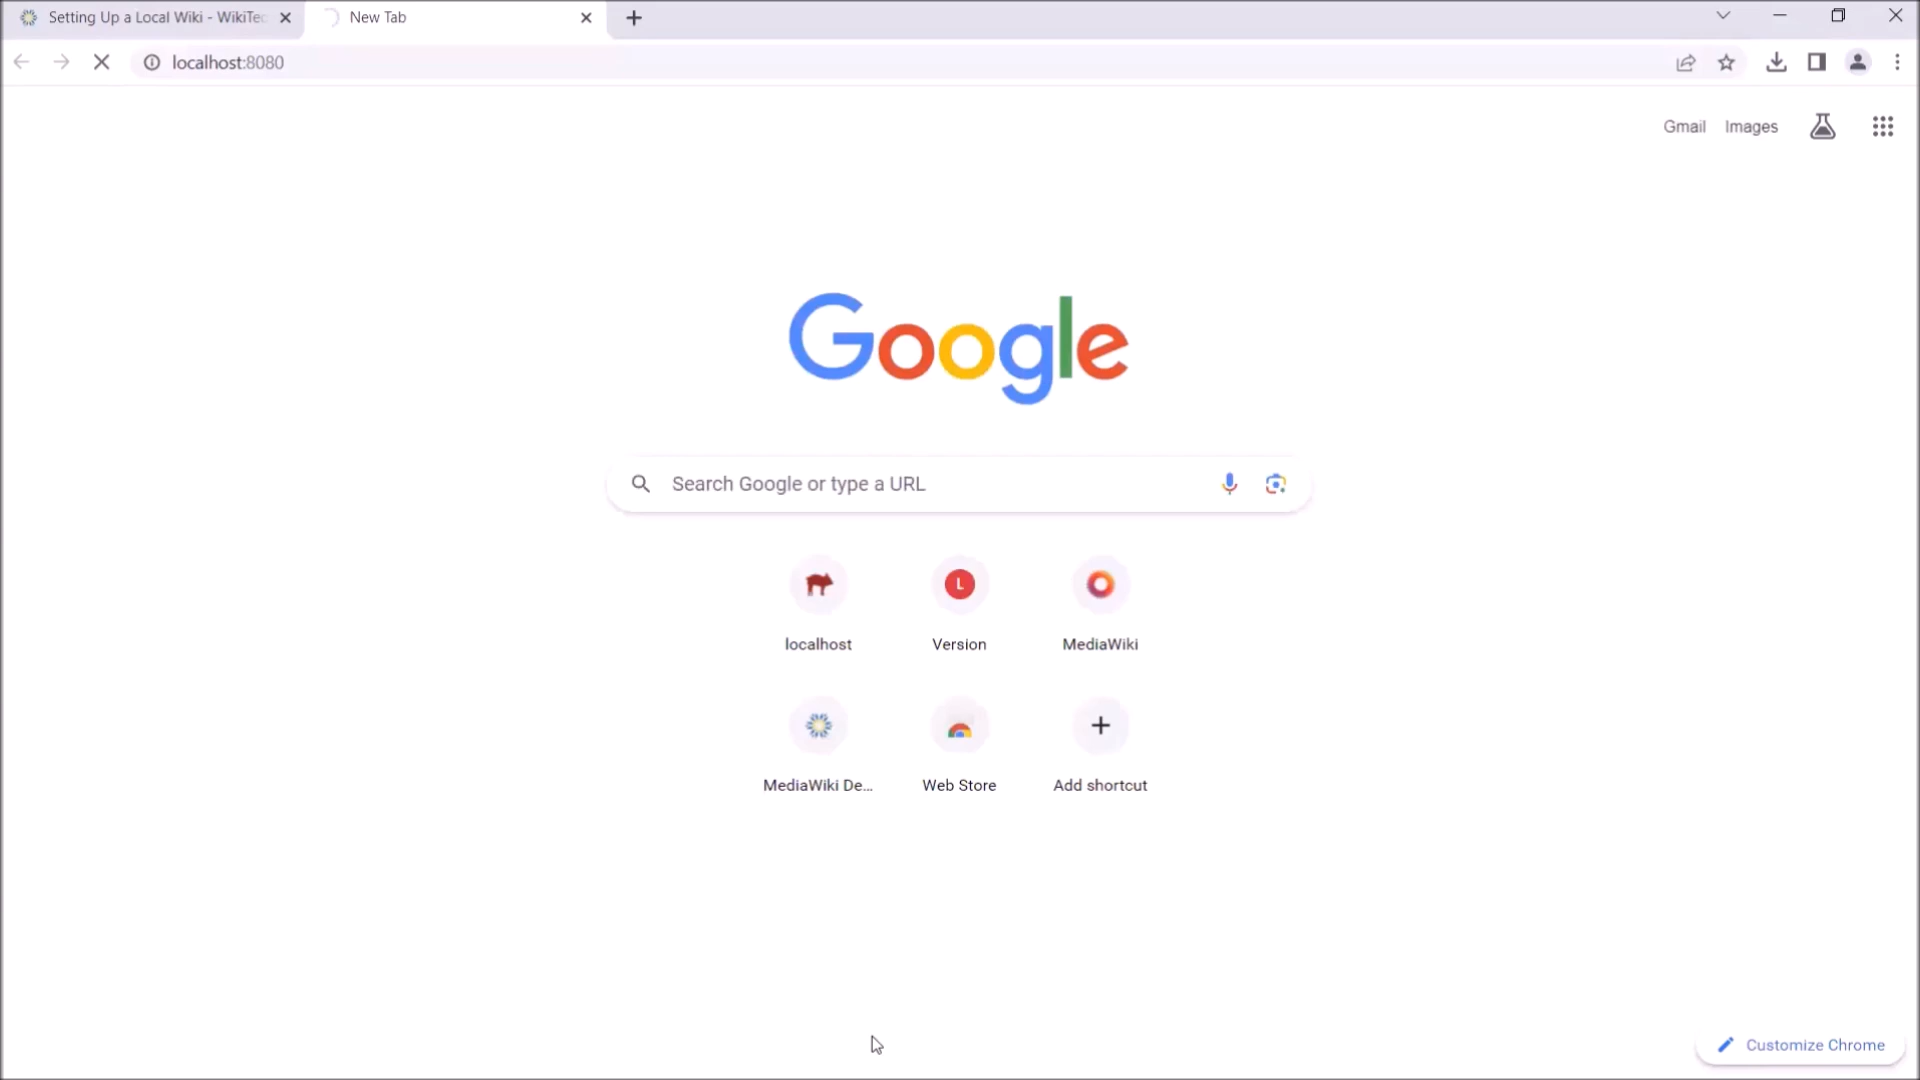 Setting Up a Local Wiki - WikiTec
New Tab
localhost:8080
Gmail
Images
Google
Search Google or type a URL
L
localhost
Version
MediaWiki
MediaWiki De...
Web Store
Add shortcut
Customize Chrome